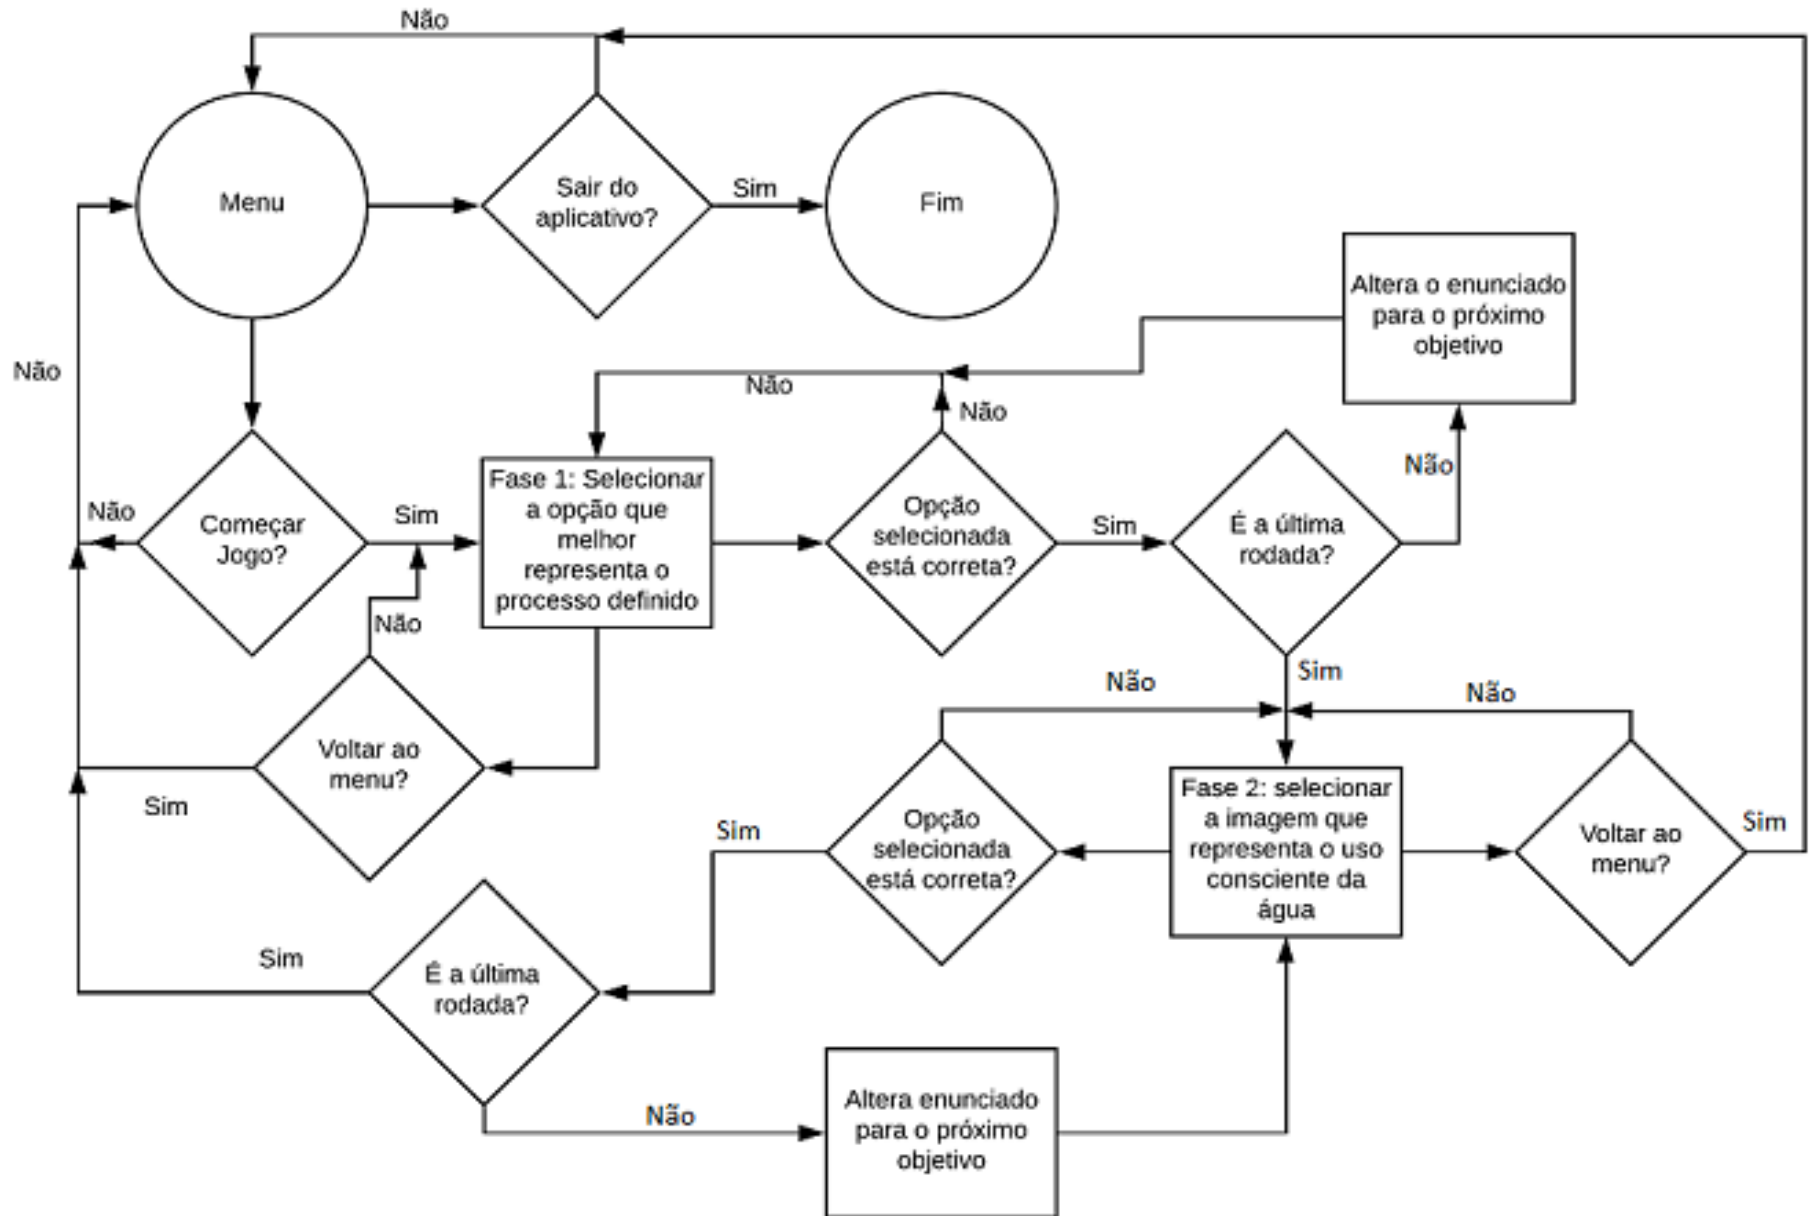 Não
Menu
Sair do
aplicativo?
Sim
Fim
Altera o enunciado
para o próximo
objetivo
Não
Não
Não
Não
Fase 1: Selecionar
a opção que
melhor
representa o
processo definido
Não
Começar
Jogo?
Sim
Opção
selecionada
está correta?
Sim
É a última
rodada?
Não
Sim
Não
Não
Voltar ao
menu?
Sim
Sim
Opção
selecionada
está correta?
Fase 2: selecionar
a imagem que
representa o uso
consciente da
água
Voltar ao
menu?
Sim
Sim
É a última
rodada?
Não
Altera enunciado
para o próximo
objetivo